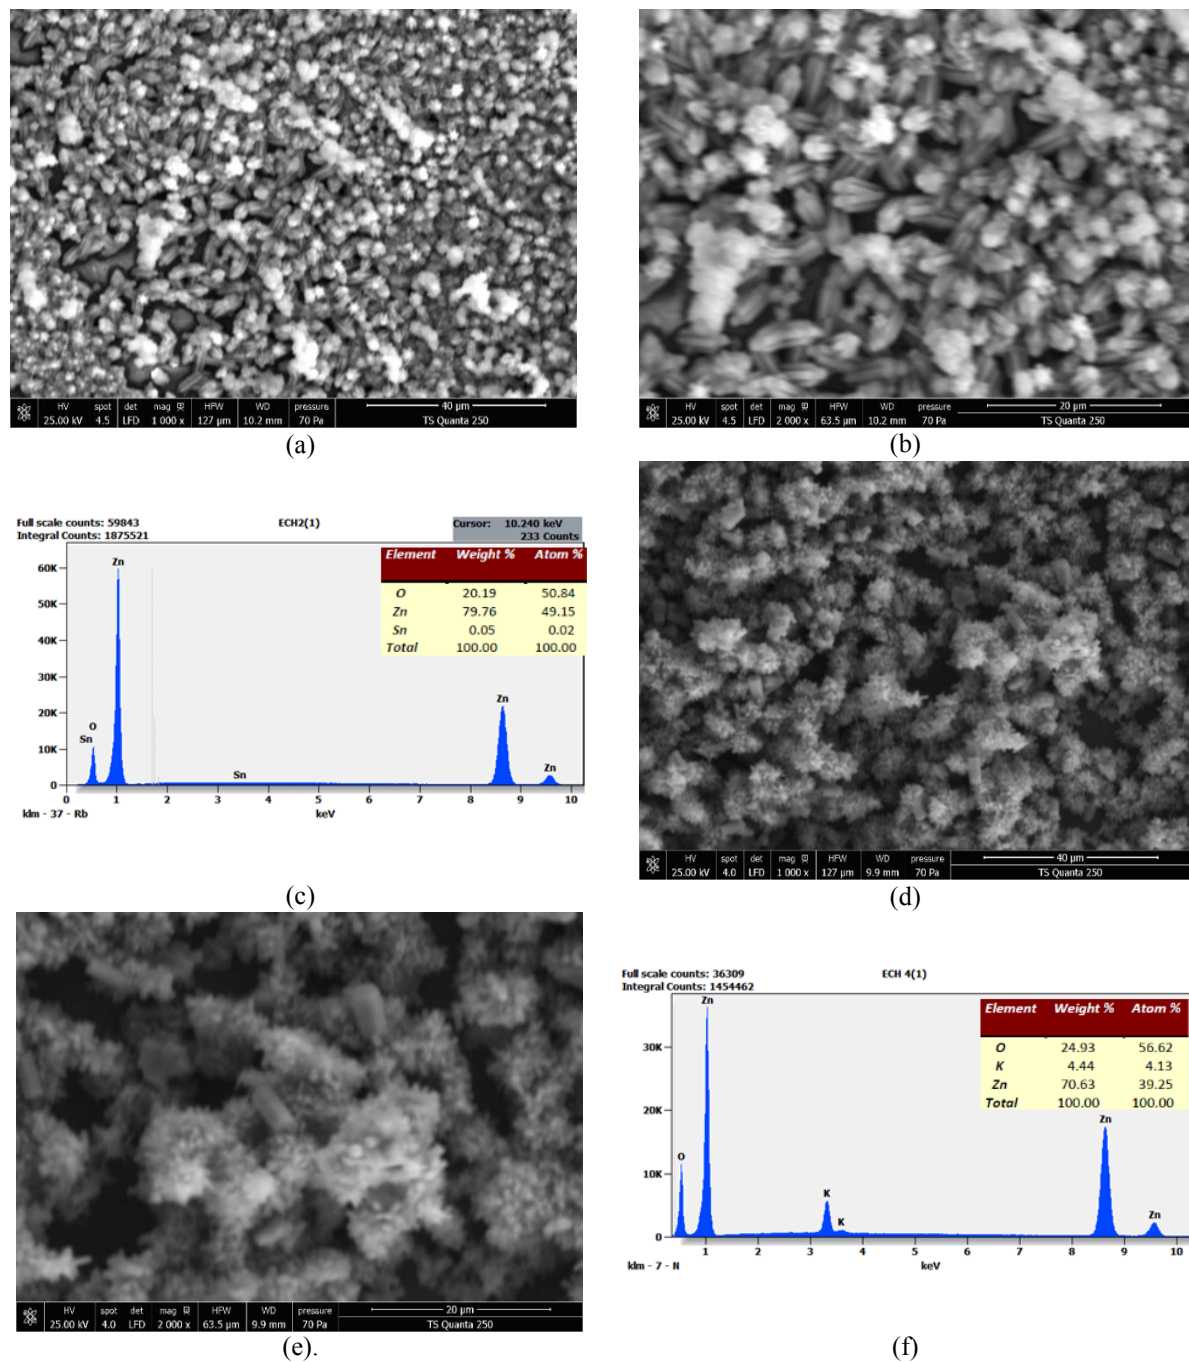 HV spot det mag HFW WD pressure 40 µm
25.00 kV 4.5 LFD 1 000 x 127 µm 10.2 mm 70 Pa TS Quanta 250
(a)
HV spot det mag HFW WD pressure 20 µm
25.00 kV 4.5 LFD 2 000 x 63.5 µm 10.2 mm 70 Pa TS Quanta 250
(b)
Full scale counts: 59843 ECH2(1) Cursor: 10.240 keV
Integral Counts: 1875521 233 Counts
Element Weight % Atom %
O 20.19 50.84
Zn 79.76 49.15
Sn 0.05 0.02
Total 100.00 100.00
60K
50K
40K
30K
20K
10K
0
Zn
O
Sn
Sn
Zn
Zn
0 1 2 3 4 5 6 7 8 9 10
klm - 37 - Rb keV
(c)
HV spot det mag HFW WD pressure 40 µm
25.00 kV 4.0 LFD 1 000 x 127 µm 9.9 mm 70 Pa TS Quanta 250
(d)
HV spot det mag HFW WD pressure 20 µm
25.00 kV 4.0 LFD 2 000 x 63.5 µm 9.9 mm 70 Pa TS Quanta 250
(e).
Full scale counts: 36309 ECH 4(1)
Integral Counts: 1454462
Element Weight % Atom %
O 24.93 56.62
K 4.44 4.13
Zn 70.63 39.25
Total 100.00 100.00
30K
20K
10K
0
Zn
O
K
K
Zn
Zn
1 2 3 4 5 6 7 8 9 10
klm - 7 - N keV
(f)